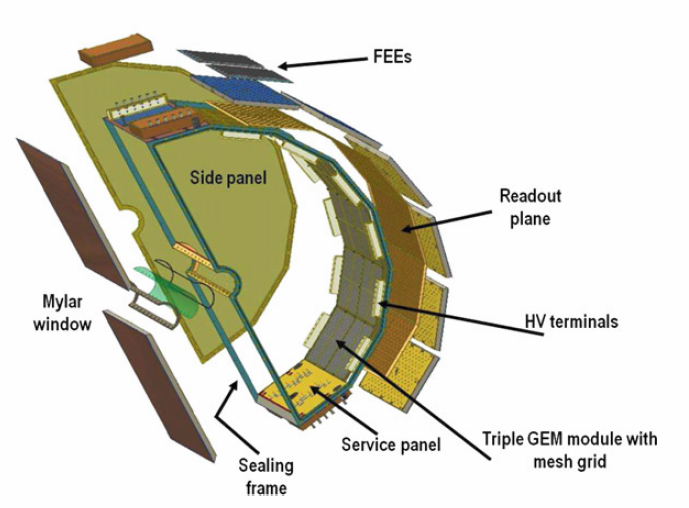 FEEs
Side panel
Readout
plane
Mylar
window
HV terminals
Service panel
Triple GEM module with
mesh grid
Sealing
frame